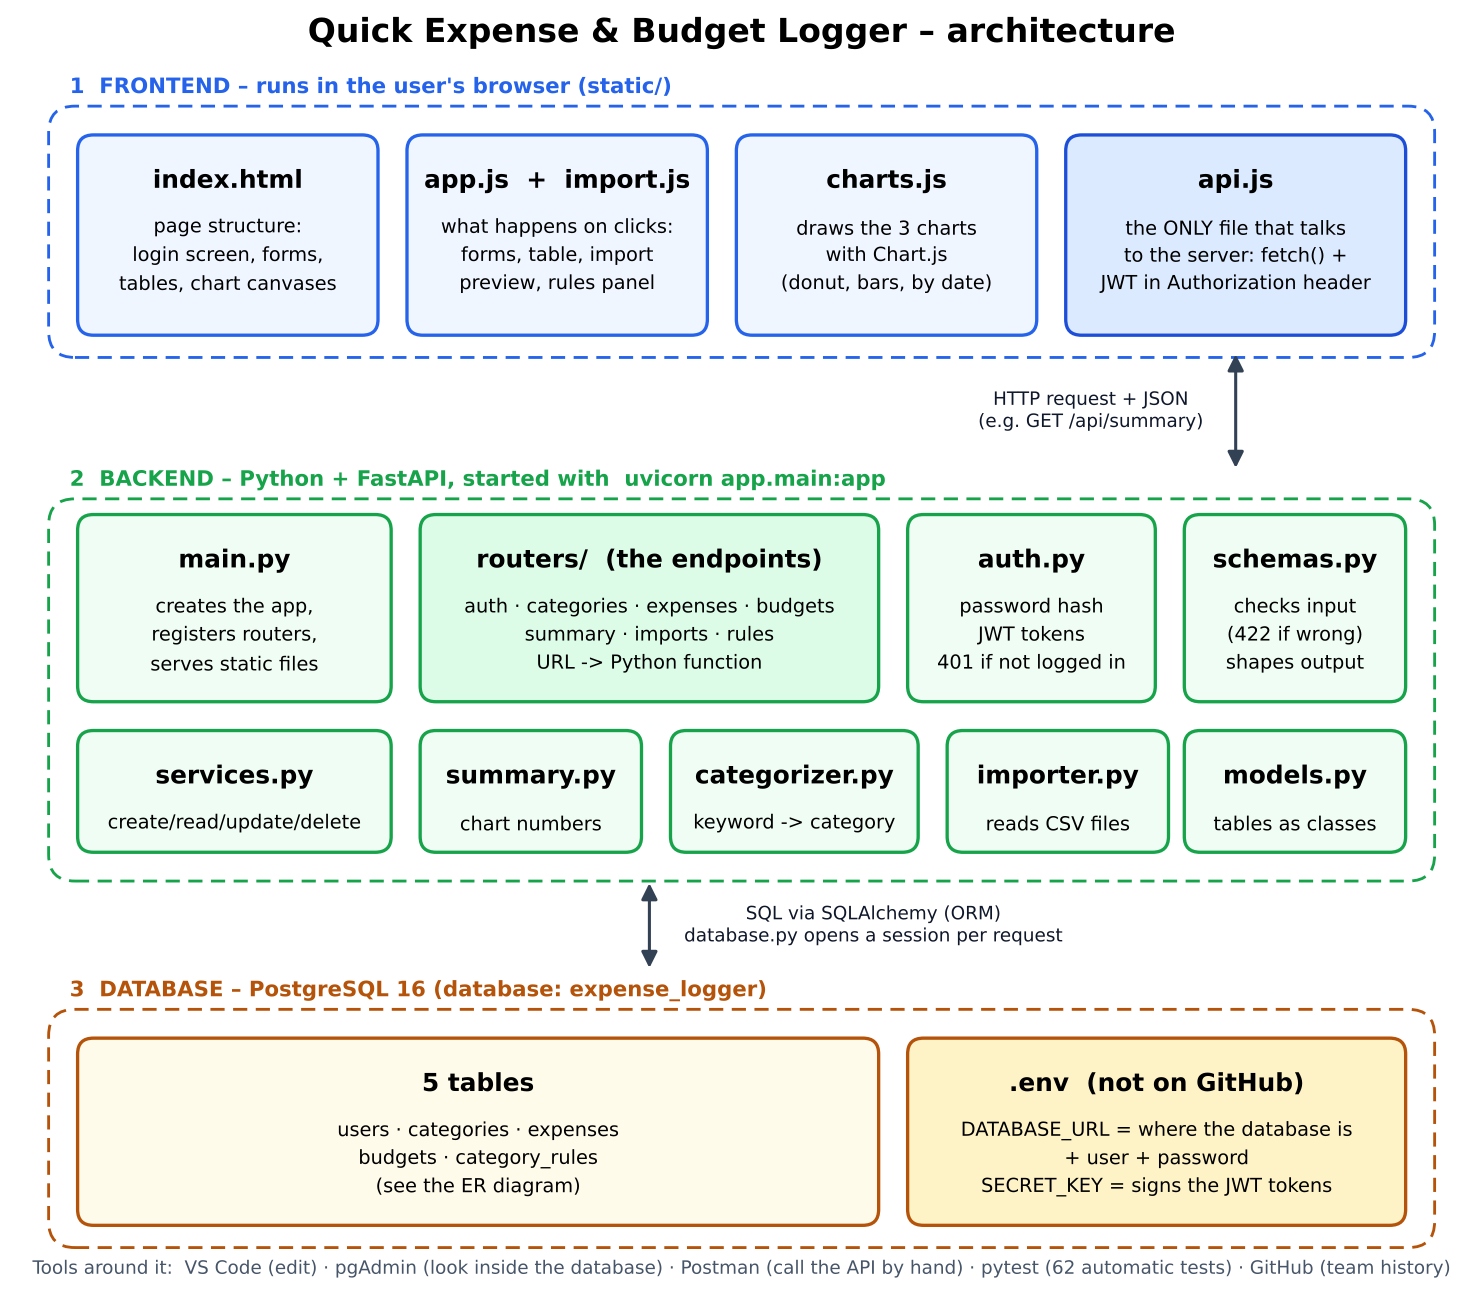 Quick Expense & Budget Logger – architecture
1 FRONTEND – runs in the user's browser (static/)
index.html
page structure:
login screen, forms,
tables, chart canvases
app.js + import.js
what happens on clicks:
forms, table, import
preview, rules panel
charts.js
draws the 3 charts
with Chart.js
(donut, bars, by date)
api.js
the ONLY file that talks
to the server: fetch() +
JWT in Authorization header
HTTP request + JSON
(e.g. GET /api/summary)
2 BACKEND – Python + FastAPI, started with uvicorn app.main:app
main.py
creates the app,
registers routers,
serves static files
routers/ (the endpoints)
auth · categories · expenses · budgets
summary · imports · rules
URL -> Python function
auth.py
password hash
JWT tokens
401 if not logged in
schemas.py
checks input
(422 if wrong)
shapes output
services.py
create/read/update/delete
summary.py
chart numbers
categorizer.py
keyword -> category
importer.py
reads CSV files
models.py
tables as classes
SQL via SQLAlchemy (ORM)
database.py opens a session per request
3 DATABASE – PostgreSQL 16 (database: expense_logger)
5 tables
users · categories · expenses
budgets · category_rules
(see the ER diagram)
.env (not on GitHub)
DATABASE_URL = where the database is
+ user + password
SECRET_KEY = signs the JWT tokens
Tools around it: VS Code (edit) · pgAdmin (look inside the database) · Postman (call the API by hand) · pytest (62 automatic tests) · GitHub (team history)